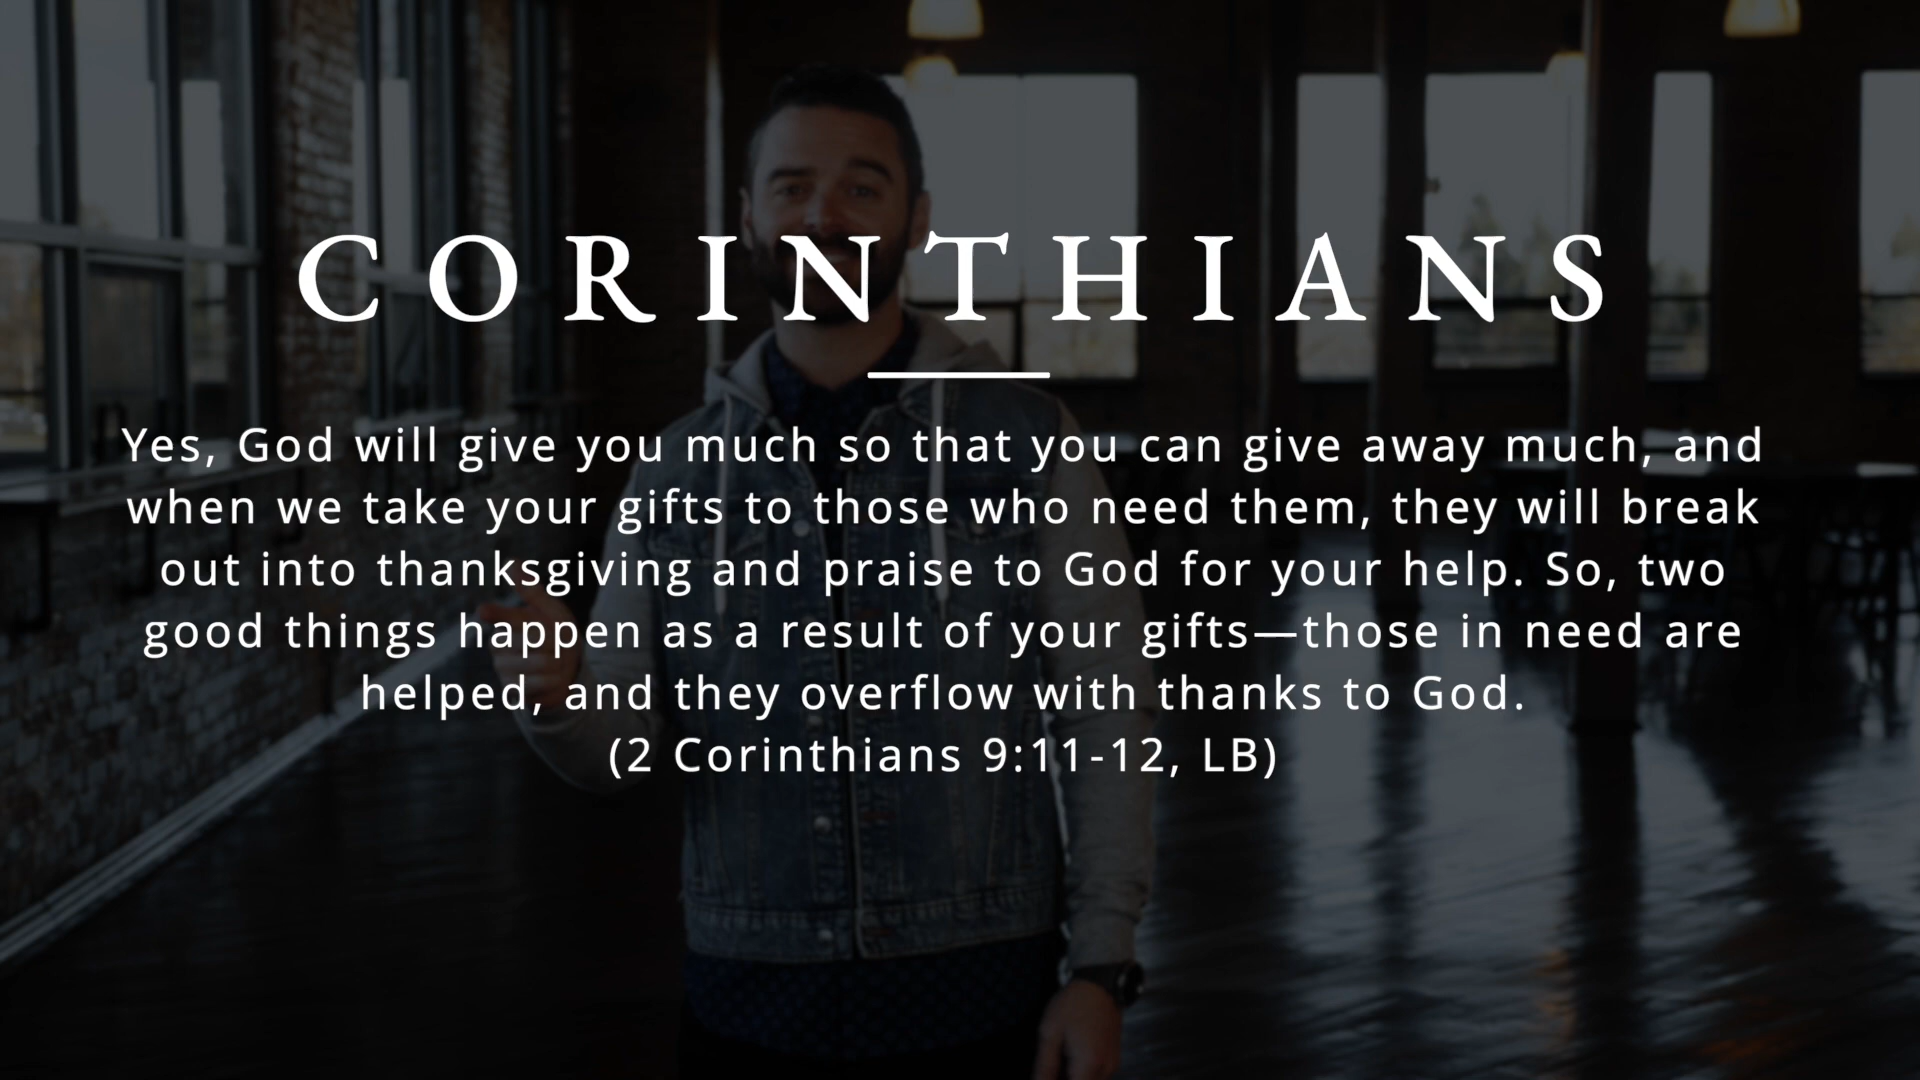 CORINTHIANS
Yes, God will give you much so that you can give away much, and
when we take your gifts to those who need them, they will break
out into thanksgiving and praise to God for your help. So, two
good things happen as a result of your gifts—those in need are
helped, and they overflow with thanks to God.
(2 Corinthians 9:11-12, LB)